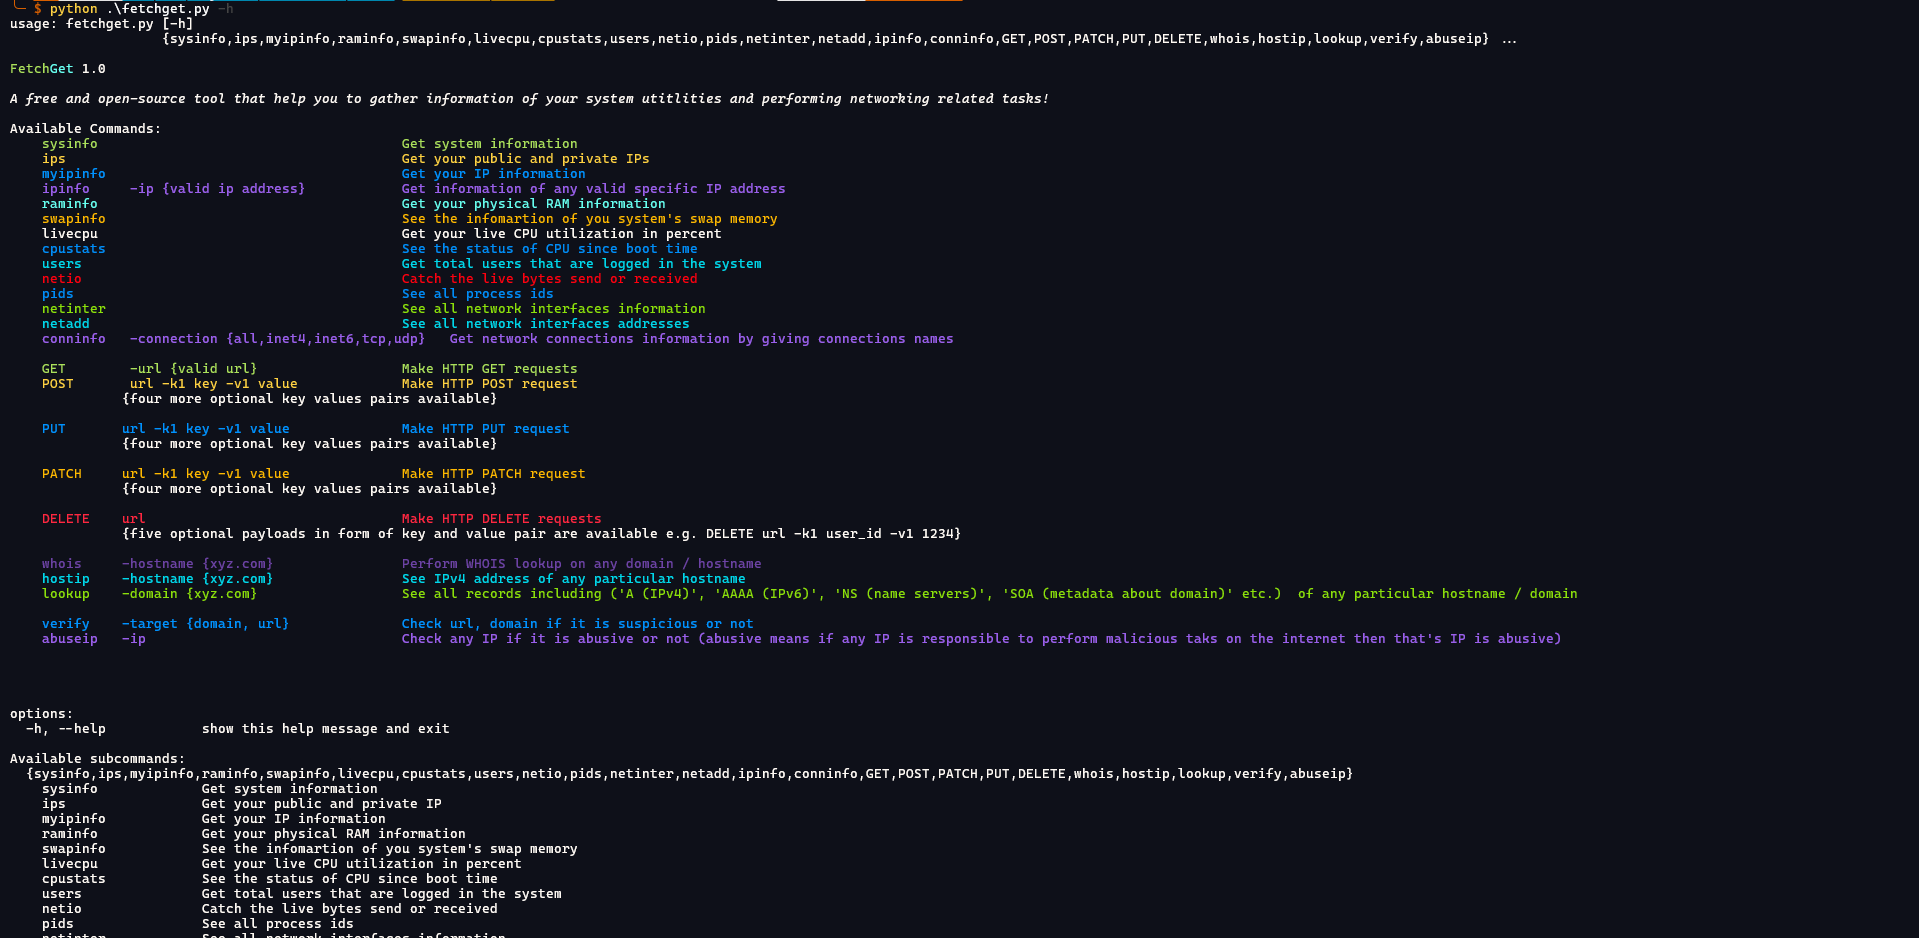 $ python .\fetchget.py -h
usage: fetchget.py [-h]
{sysinfo,ips,myipinfo,raminfo,swapinfo,livecpu,cpustats,users,netio,pids,netinter,netadd,ipinfo,conninfo,GET,POST,PATCH,PUT,DELETE,whois,hostip,lookup,verify,abuseip} ...
FetchGet 1.0
A free and open-source tool that help you to gather information of your system utitlities and performing networking related tasks!
Available Commands:
sysinfo Get system information
ips Get your public and private IPs
myipinfo Get your IP information
ipinfo -ip {valid ip address} Get information of any valid specific IP address
raminfo Get your physical RAM information
swapinfo See the infomartion of you system's swap memory
livecpu Get your live CPU utilization in percent
cpustats See the status of CPU since boot time
users Get total users that are logged in the system
netio Catch the live bytes send or received
pids See all process ids
netinter See all network interfaces information
netadd See all network interfaces addresses
conninfo -connection {all,inet4,inet6,tcp,udp} Get network connections information by giving connections names
GET -url {valid url} Make HTTP GET requests
POST url -k1 key -v1 value Make HTTP POST request
{four more optional key values pairs available}
PUT url -k1 key -v1 value Make HTTP PUT request
{four more optional key values pairs available}
PATCH url -k1 key -v1 value Make HTTP PATCH request
{four more optional key values pairs available}
DELETE url Make HTTP DELETE requests
{five optional payloads in form of key and value pair are available e.g. DELETE url -k1 user_id -v1 1234}
whois -hostname {xyz.com} Perform WHOIS lookup on any domain / hostname
hostip -hostname {xyz.com} See IPv4 address of any particular hostname
lookup -domain {xyz.com} See all records including ('A (IPv4)', 'AAAA (IPv6)', 'NS (name servers)', 'SOA (metadata about domain)' etc.) of any particular hostname / domain
verify -target {domain, url} Check url, domain if it is suspicious or not
abuseip -ip Check any IP if it is abusive or not (abusive means if any IP is responsible to perform malicious taks on the internet then that's IP is abusive)
options:
-h, --help show this help message and exit
Available subcommands:
{sysinfo,ips,myipinfo,raminfo,swapinfo,livecpu,cpustats,users,netio,pids,netinter,netadd,ipinfo,conninfo,GET,POST,PATCH,PUT,DELETE,whois,hostip,lookup,verify,abuseip}
sysinfo Get system information
ips Get your public and private IP
myipinfo Get your IP information
raminfo Get your physical RAM information
swapinfo See the infomartion of you system's swap memory
livecpu Get your live CPU utilization in percent
cpustats See the status of CPU since boot time
users Get total users that are logged in the system
netio Catch the live bytes send or received
pids See all process ids
netinter See all network interfaces information